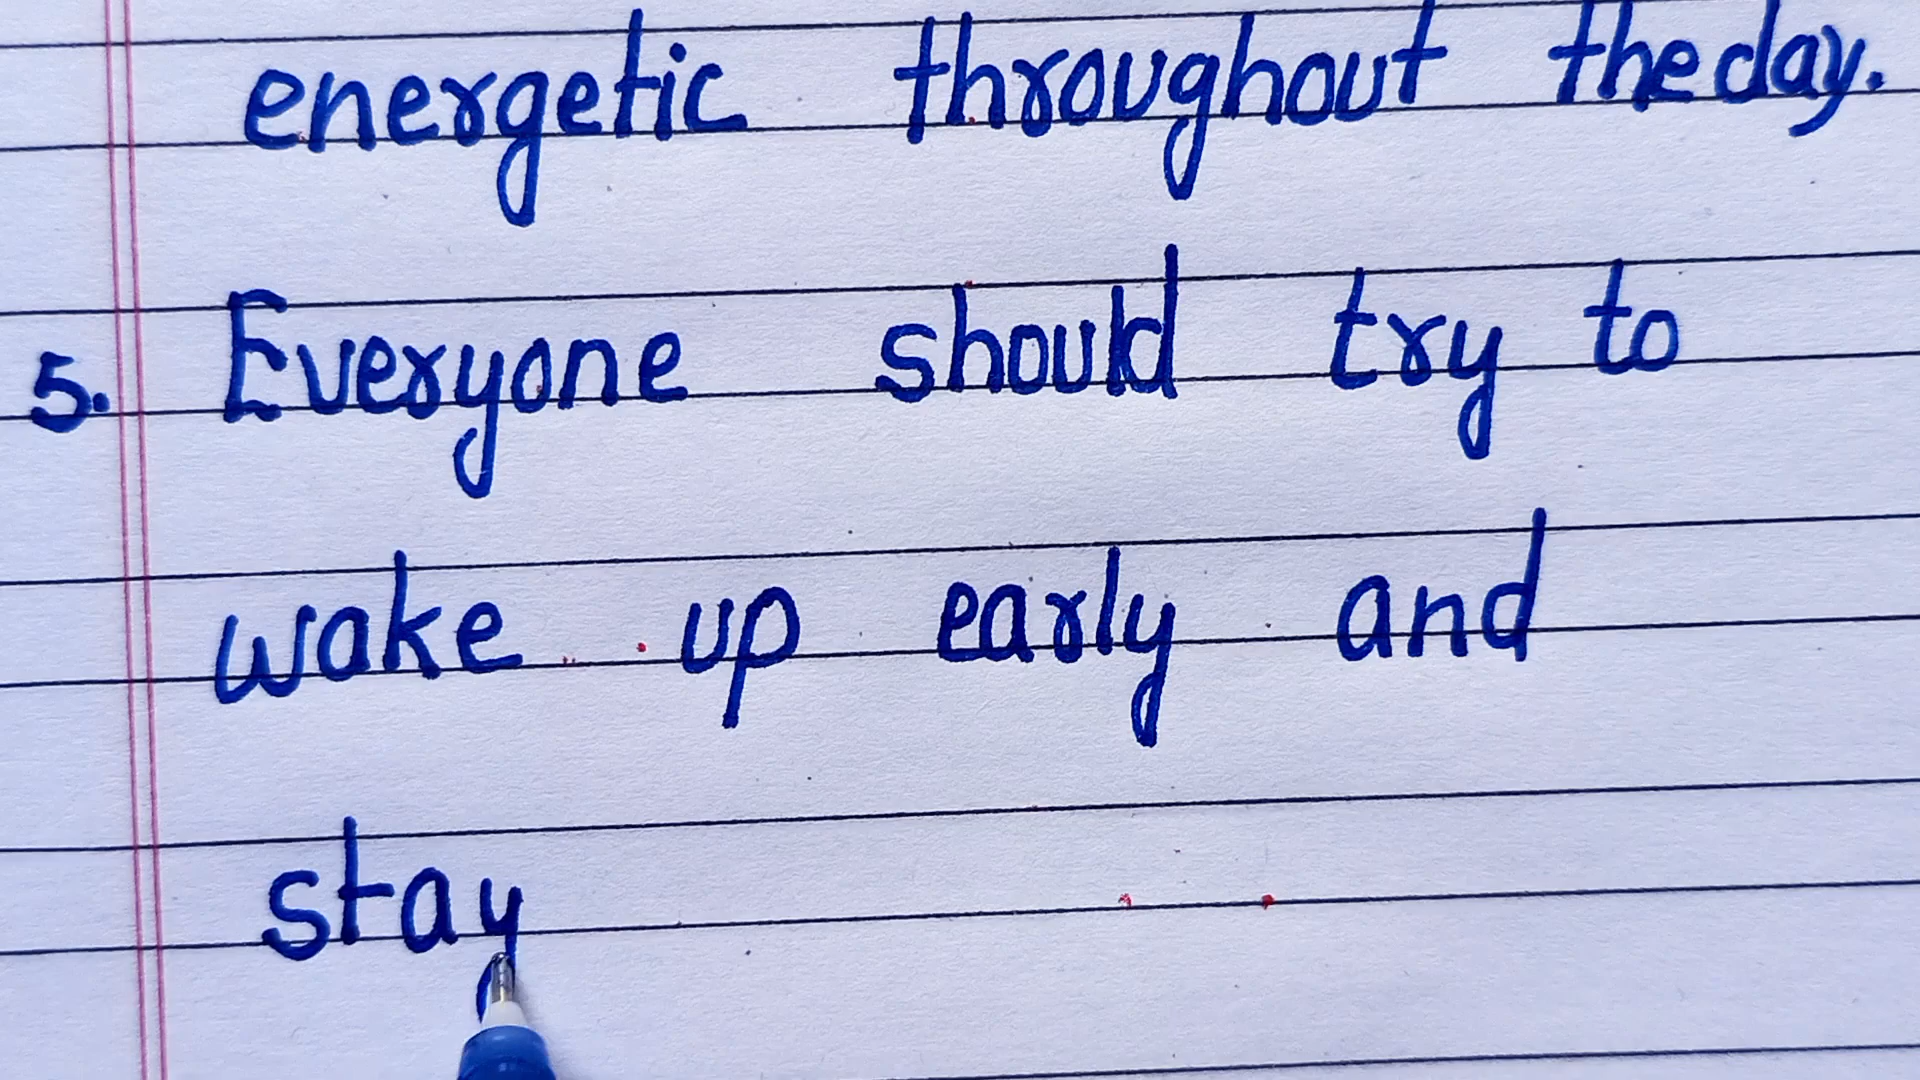 energetic throughout the day.
5. Everyone should try to
wake up early and
stay